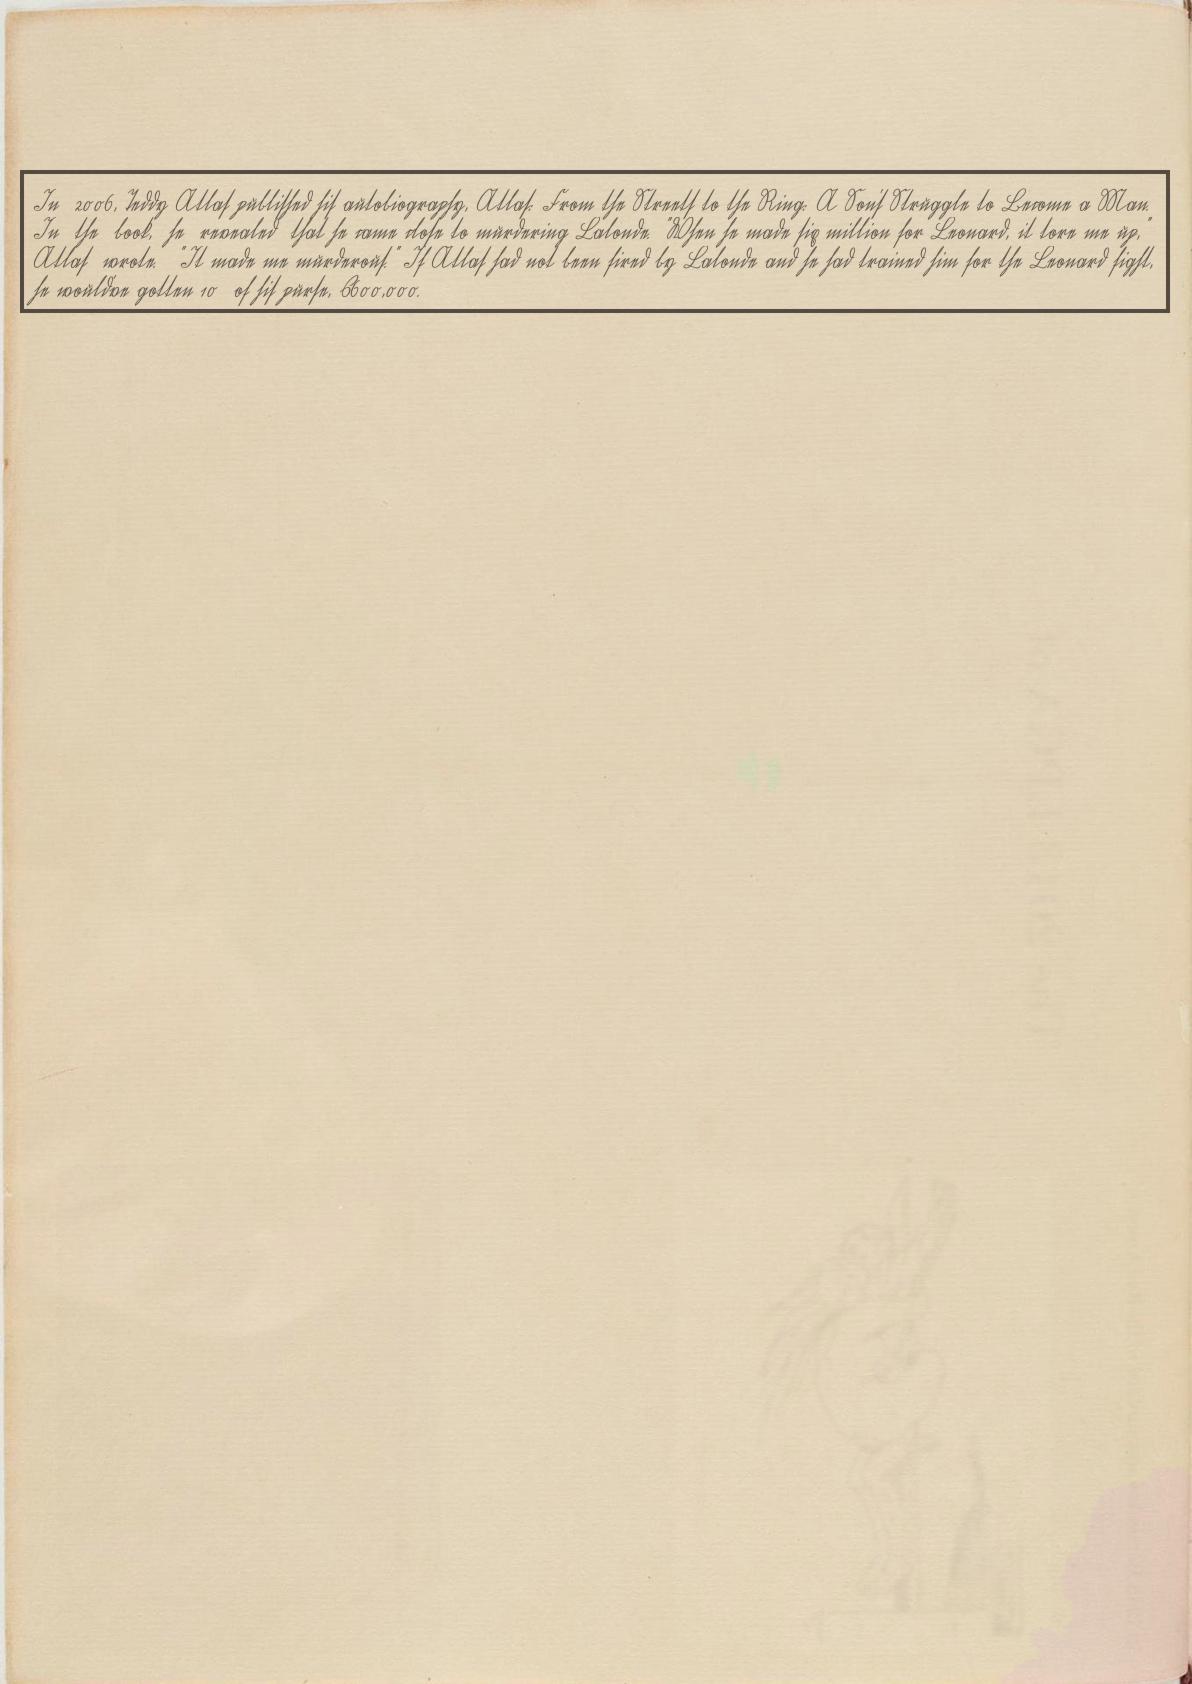 In 2006, Teddy Atlas published his autobiography, Atlas: From the Streets to the Ring: A Son's Struggle to Become a Man.
In the book, he revealed that he came close to murdering Lalonde. "When he made six million for Leonard, it tore me up,"
Atlas wrote. "It made me murderous." If Atlas had not been fired by Lalonde and he had trained him for the Leonard fight,
he would've gotten 10 of his purse, $600,000.